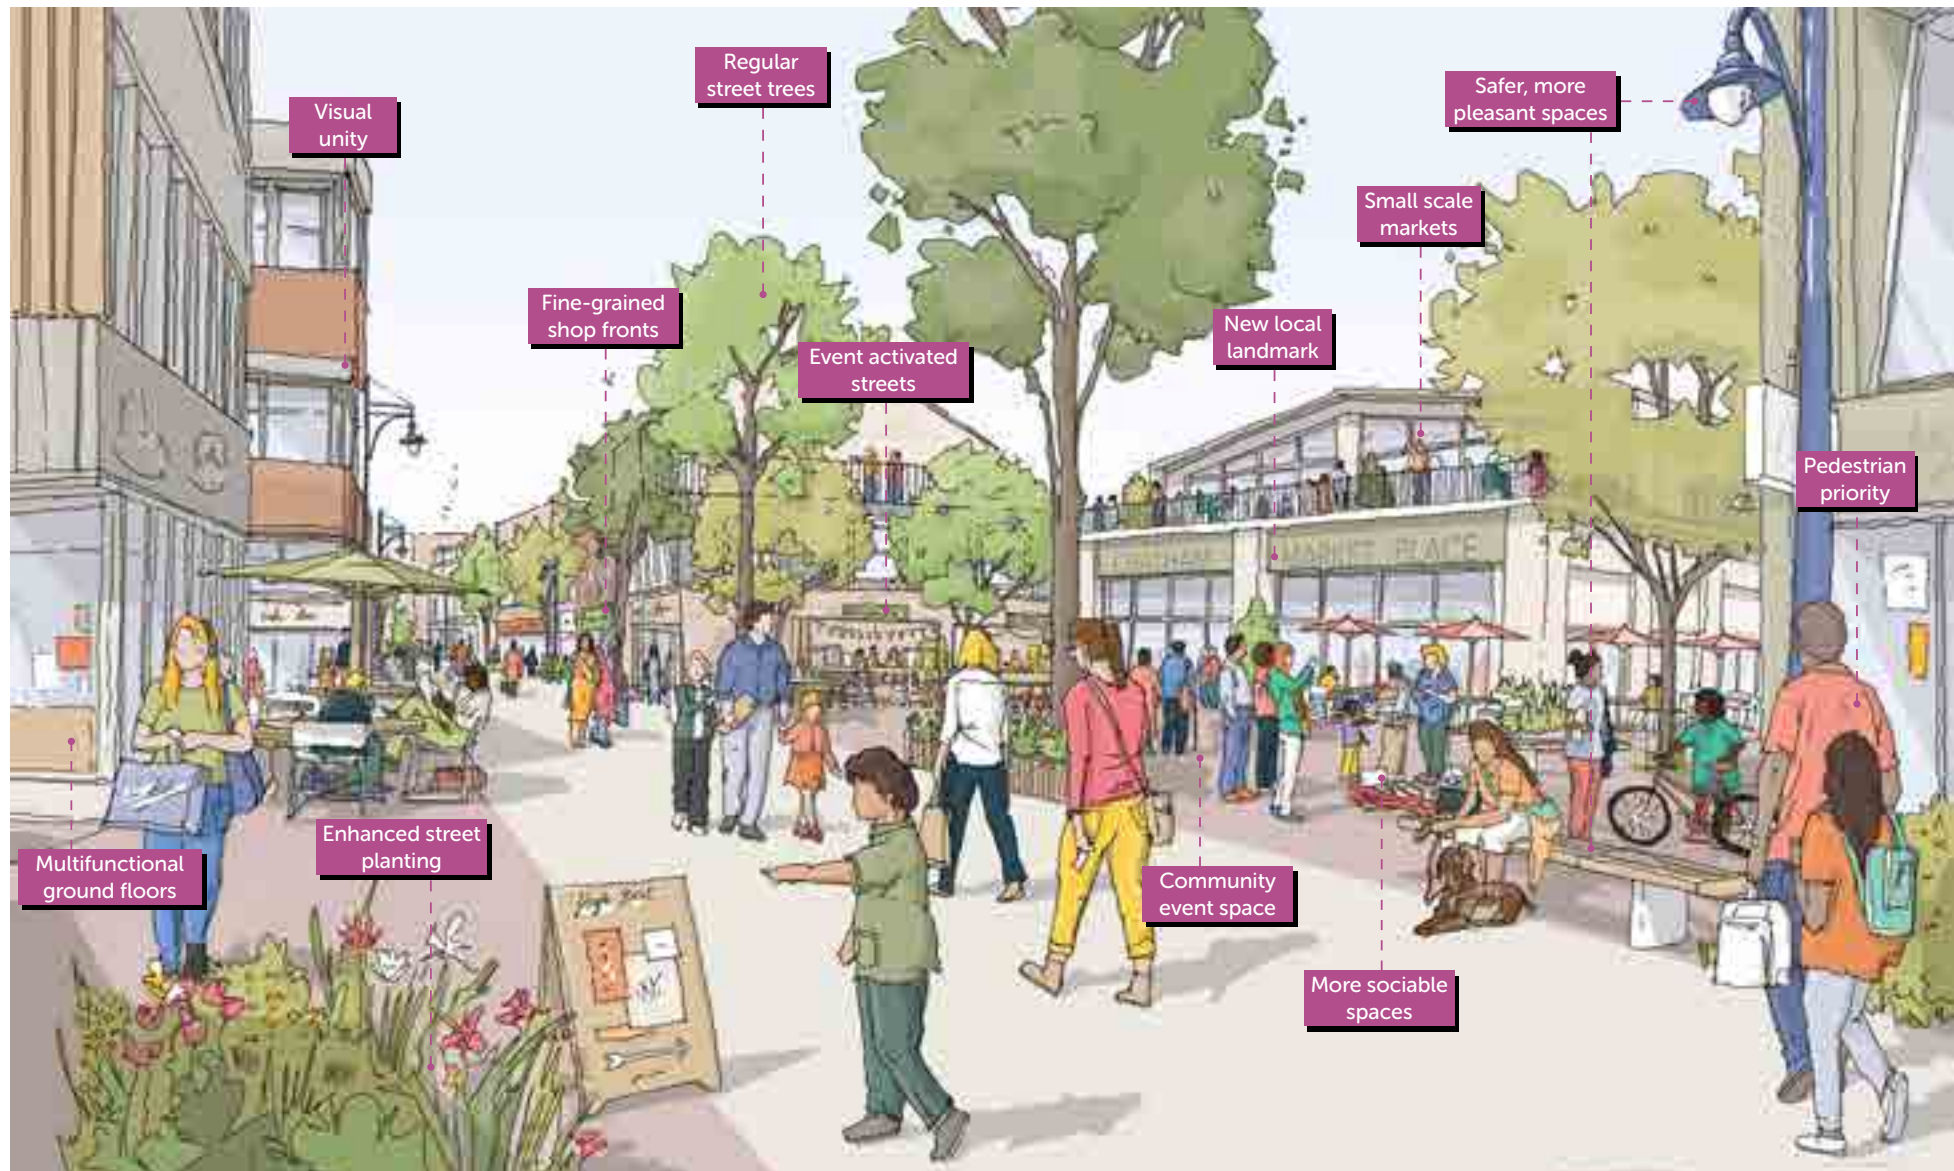 Regular
street trees
Safer, more
pleasant spaces
Visual
unity
Small scale
markets
Fine-grained
shop fronts
New local
landmark
Event activated
streets
Pedestrian
priority
MARKET PLACE
Enhanced street
planting
Multifunctional
ground floors
Community
event space
More sociable
spaces